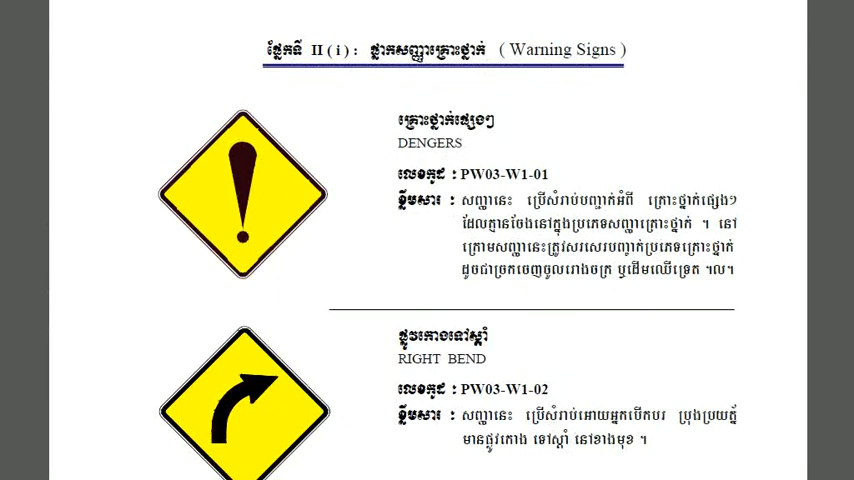 ផ្នែកទី II ( i ) : ផ្លាកសញ្ញាគ្រោះថ្នាក់ ( Warning Signs )
គ្រោះថ្នាក់ផ្សេងៗ
DENGERS
លេខកូដ : PW03-W1-01
ខ្លឹមសារ : សញ្ញានេះ ប្រើសំរាប់បញ្ជាក់អំពី គ្រោះថ្នាក់ផ្សេងៗ
ដែលគ្មានចែងនៅក្នុងប្រភេទសញ្ញាគ្រោះថ្នាក់ ។ នៅ
ក្រោមសញ្ញានេះត្រូវសរសេរបញ្ជាក់ប្រភេទគ្រោះថ្នាក់
ដូចជាច្រកចេញចូលរោងចក្រ ឬដើមឈើទ្រេត ។ល។
ផ្លូវកោងទៅស្តាំ
RIGHT BEND
លេខកូដ : PW03-W1-02
ខ្លឹមសារ : សញ្ញានេះ ប្រើសំរាប់អោយអ្នកបើកបរ ប្រុងប្រយត្ន័
មានផ្លូវកោង ទៅស្តាំ នៅខាងមុខ ។